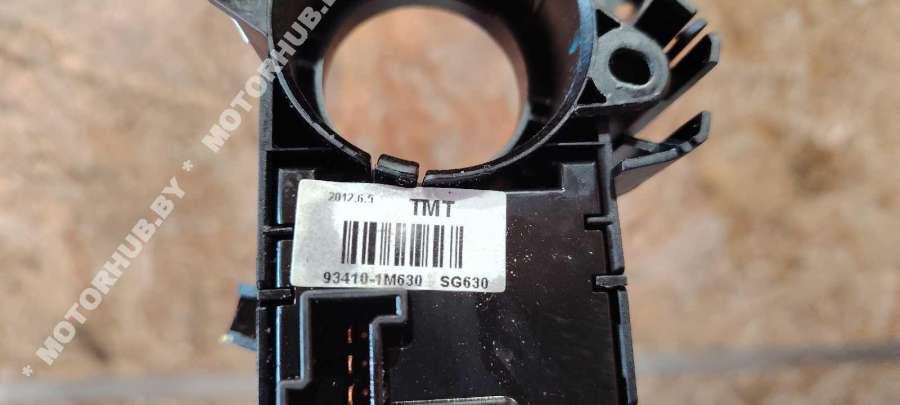 * MOTORHUB.BY * MOTORHUB
2012.6.5 TMT
93410-1M630 SG630